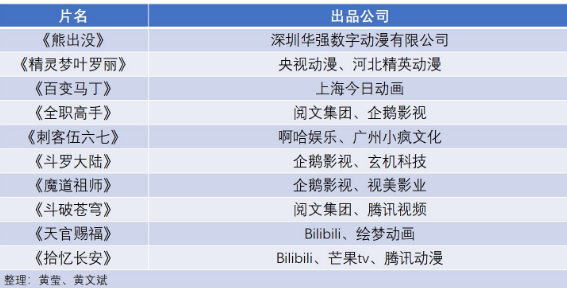 片名 出品公司
《熊出没》 深圳华强数字动漫有限公司
《精灵梦叶罗丽》 央视动漫、河北精英动漫
《百变马丁》 上海今日动画
《全职高手》 阅文集团、企鹅影视
《刺客伍六七》 啊哈娱乐、广州小疯文化
《斗罗大陆》 企鹅影视、玄机科技
《魔道祖师》 企鹅影视、视美影业
《斗破苍穹》 阅文集团、腾讯视频
《天官赐福》 Bilibili、绘梦动画
《拾忆长安》 Bilibili、芒果tv、腾讯动漫
整理：黄莹、黄文斌